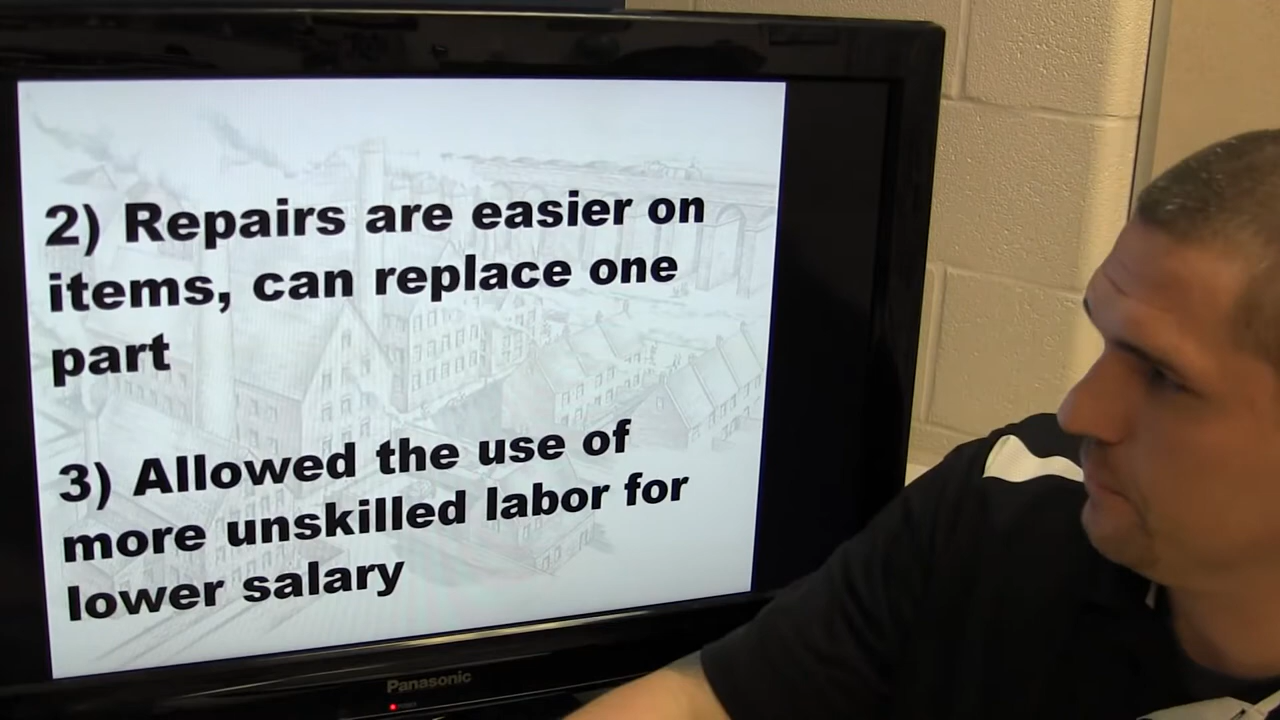 2) Repairs are easier on
items, can replace one
part
3) Allowed the use of
more unskilled labor for
lower salary
Panasonic